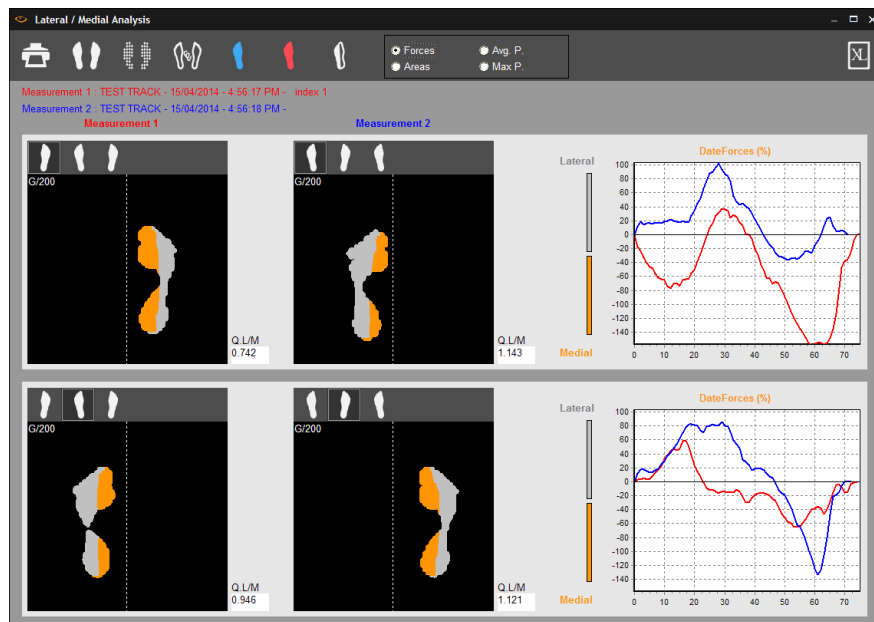 Lateral / Medial Analysis
Forces
Avg. P.
Areas
Max P.
XL
Measurement 1 : TEST TRACK - 15/04/2014 - 4:56:17 PM - index 1
Measurement 2 : TEST TRACK - 15/04/2014 - 4:56:18 PM -
Measurement 1
Measurement 2
G/200
Q.L/M
0.742
G/200
Q.L/M
1.143
Lateral
Medial
DateForces (%)
100
80
60
40
20
0
-20
-40
-60
-80
-100
-120
-140
0 10 20 30 40 50 60 70
G/200
Q.L/M
0.946
G/200
Q.L/M
1.121
Lateral
Medial
DateForces (%)
100
80
60
40
20
0
-20
-40
-60
-80
-100
-120
-140
0 10 20 30 40 50 60 70